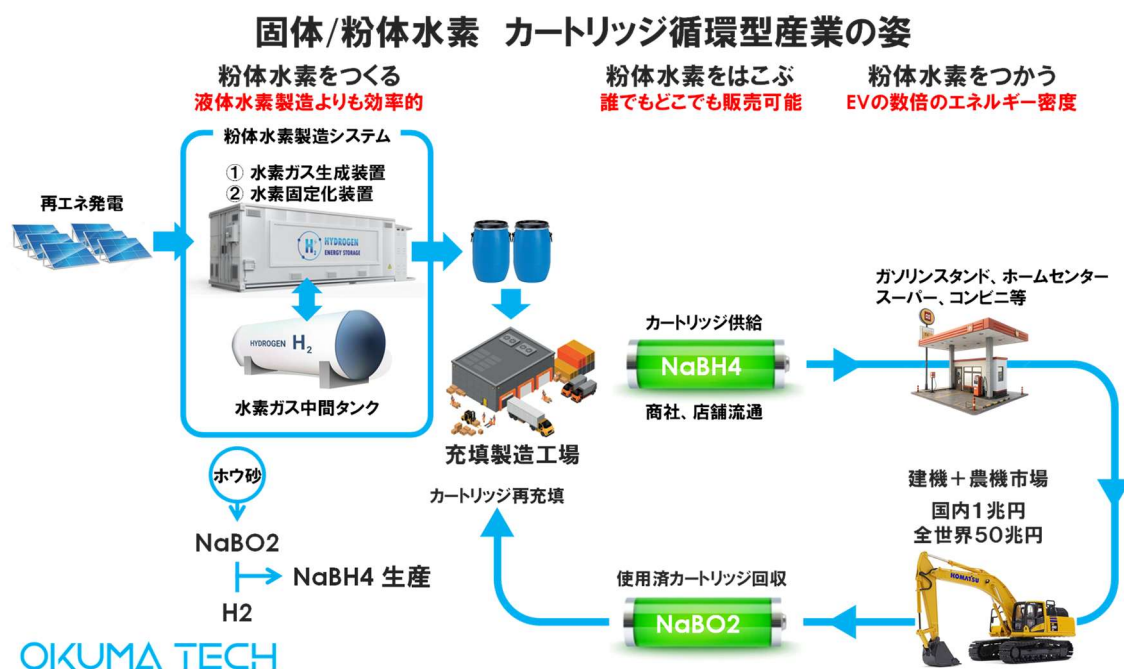 固体/粉体水素 カートリッジ循環型産業の姿
粉体水素をつくる
液体水素製造よりも効率的
粉体水素をはこぶ
誰でもどこでも販売可能
粉体水素をつかう
EVの数倍のエネルギー密度
粉体水素製造システム
① 水素ガス生成装置
② 水素固定化装置
再エネ発電
H2
HYDROGEN
ENERGY STORAGE
HYDROGEN H2
水素ガス中間タンク
充填製造工場
カートリッジ供給
NaBH4
商社、店舗流通
ガソリンスタンド、ホームセンター
スーパー、コンビニ等
建機+農機市場
国内1兆円
全世界50兆円
KOMATSU
使用済カートリッジ回収
NaBO2
カートリッジ再充填
ホウ砂
NaBO2
NaBH4 生産
H2
OKUMA TECH